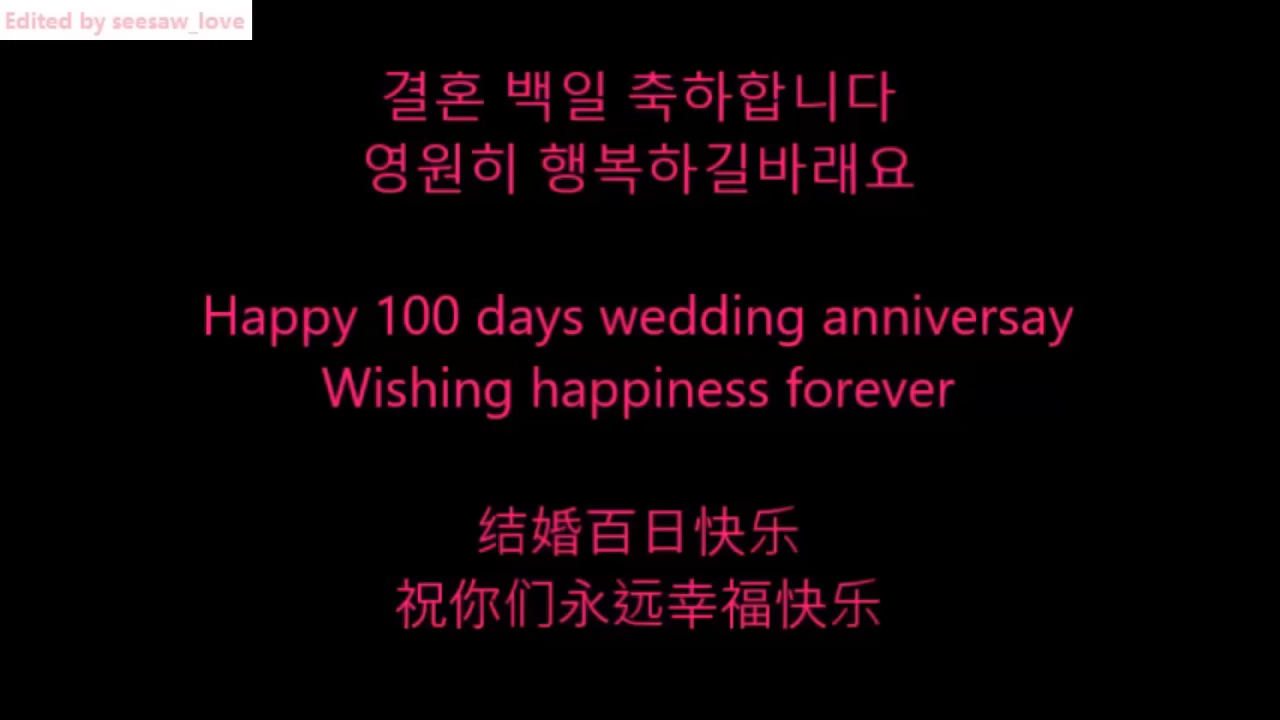 Edited by seesaw_love
결혼 백일 축하합니다
영원히 행복하길바래요
Happy 100 days wedding anniversay
Wishing happiness forever
结婚百日快乐
祝你们永远幸福快乐